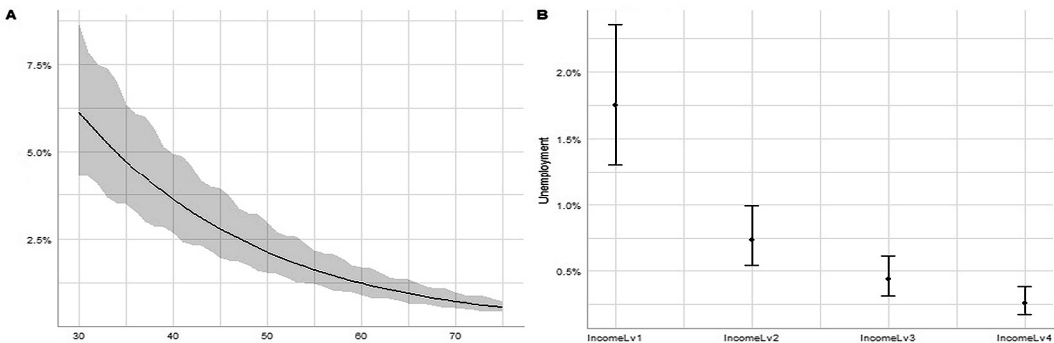 A
7.5%
5.0%
2.5%
30 40 50 60 70
B
Unemployment
2.0%
1.5%
1.0%
0.5%
IncomeLv1 IncomeLv2 IncomeLv3 IncomeLv4